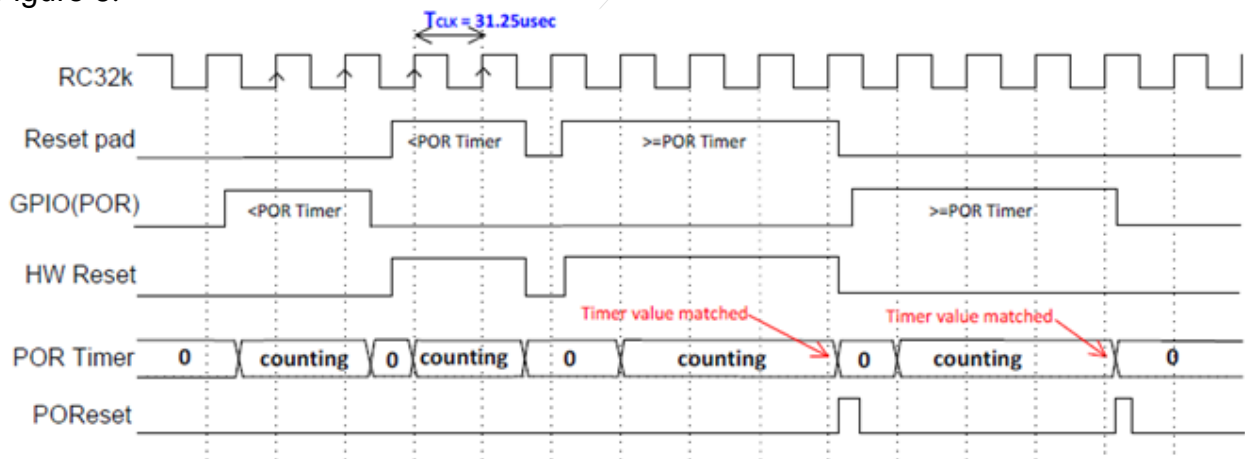 TCLK = 31.25usec
RC32k
Reset pad
<POR Timer
>=POR Timer
GPIO(POR)
<POR Timer
>=POR Timer
HW Reset
Timer value matched
Timer value matched
POR Timer
0
counting
0
counting
0
counting
0
counting
0
POReset